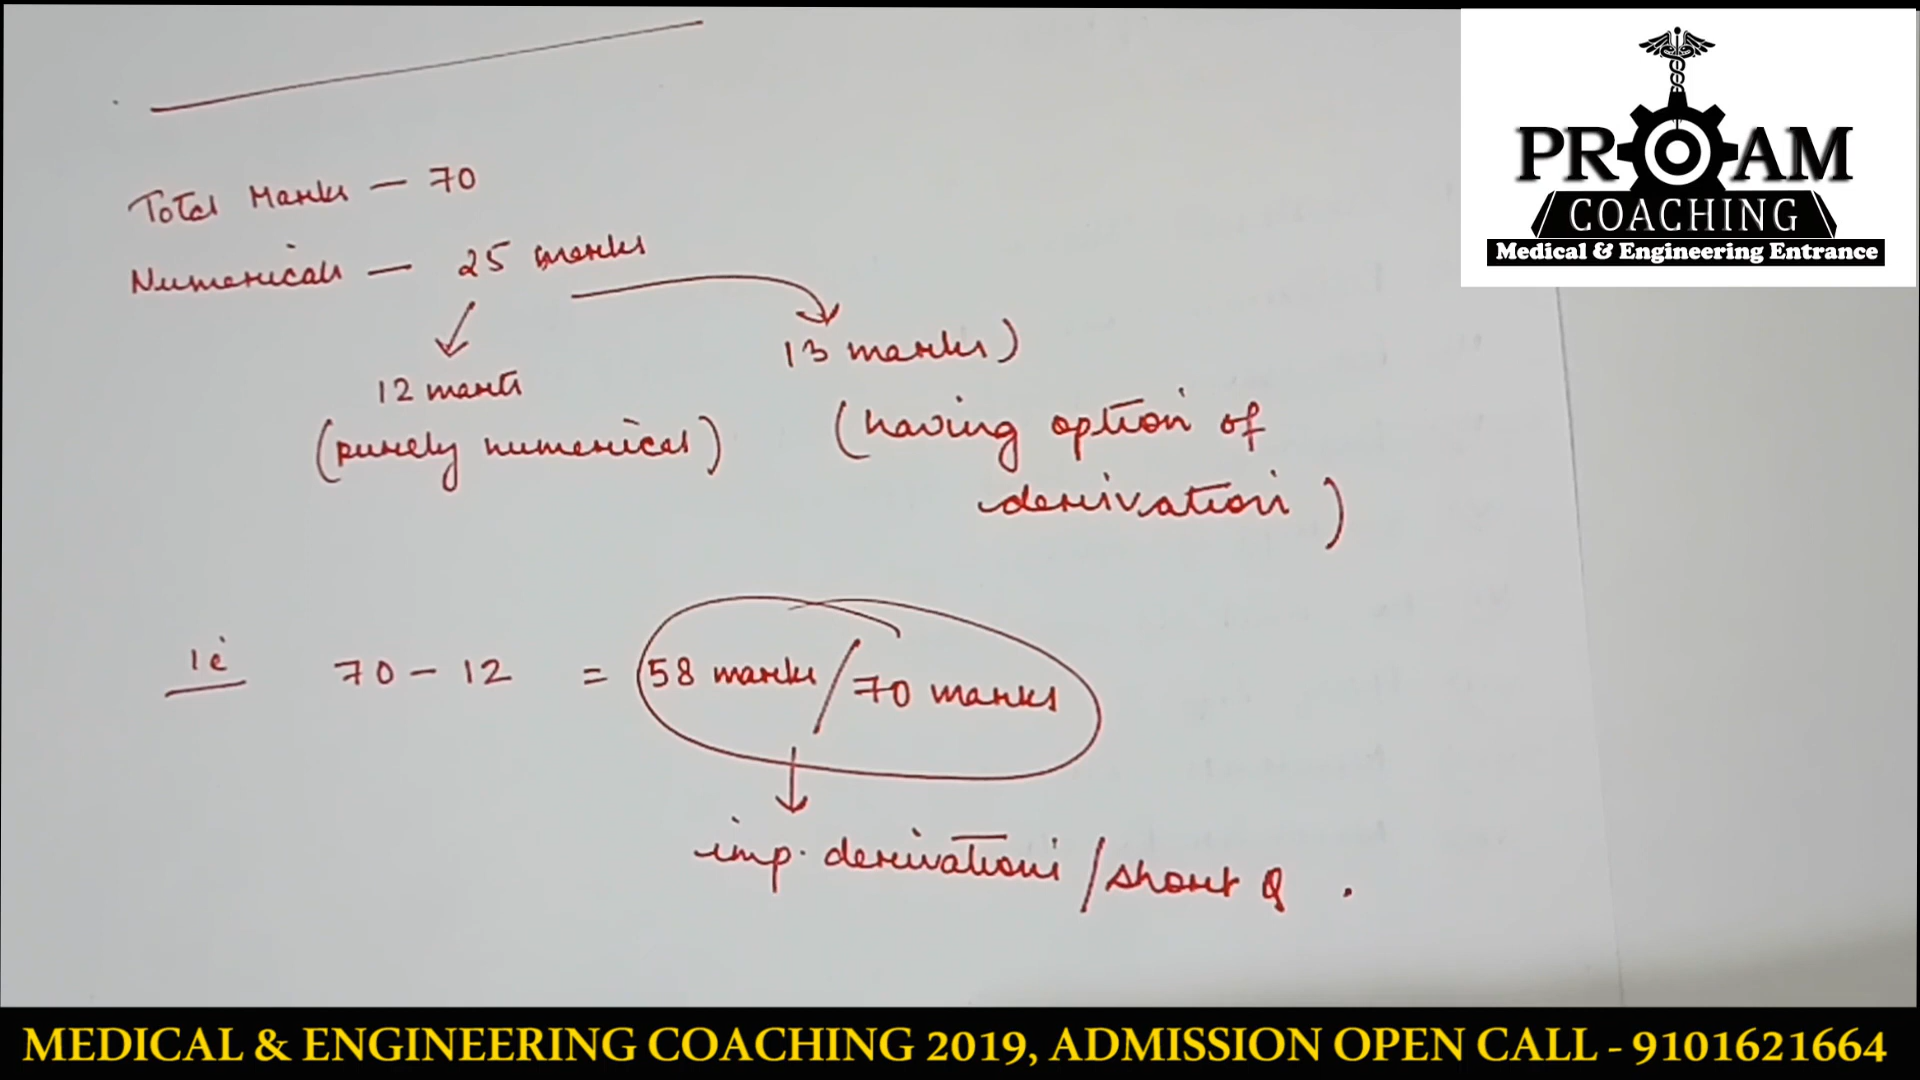 PROAM
COACHING
Medical & Engineering Entrance
Total Marks — 70
Numericals — 25 marks
12 marks
13 marks)
(purely numerical)
(having option of
derivation)
ie 70 - 12 = 58 marks / 70 marks
imp. derivations / short Q.
MEDICAL & ENGINEERING COACHING 2019, ADMISSION OPEN CALL - 9101621664